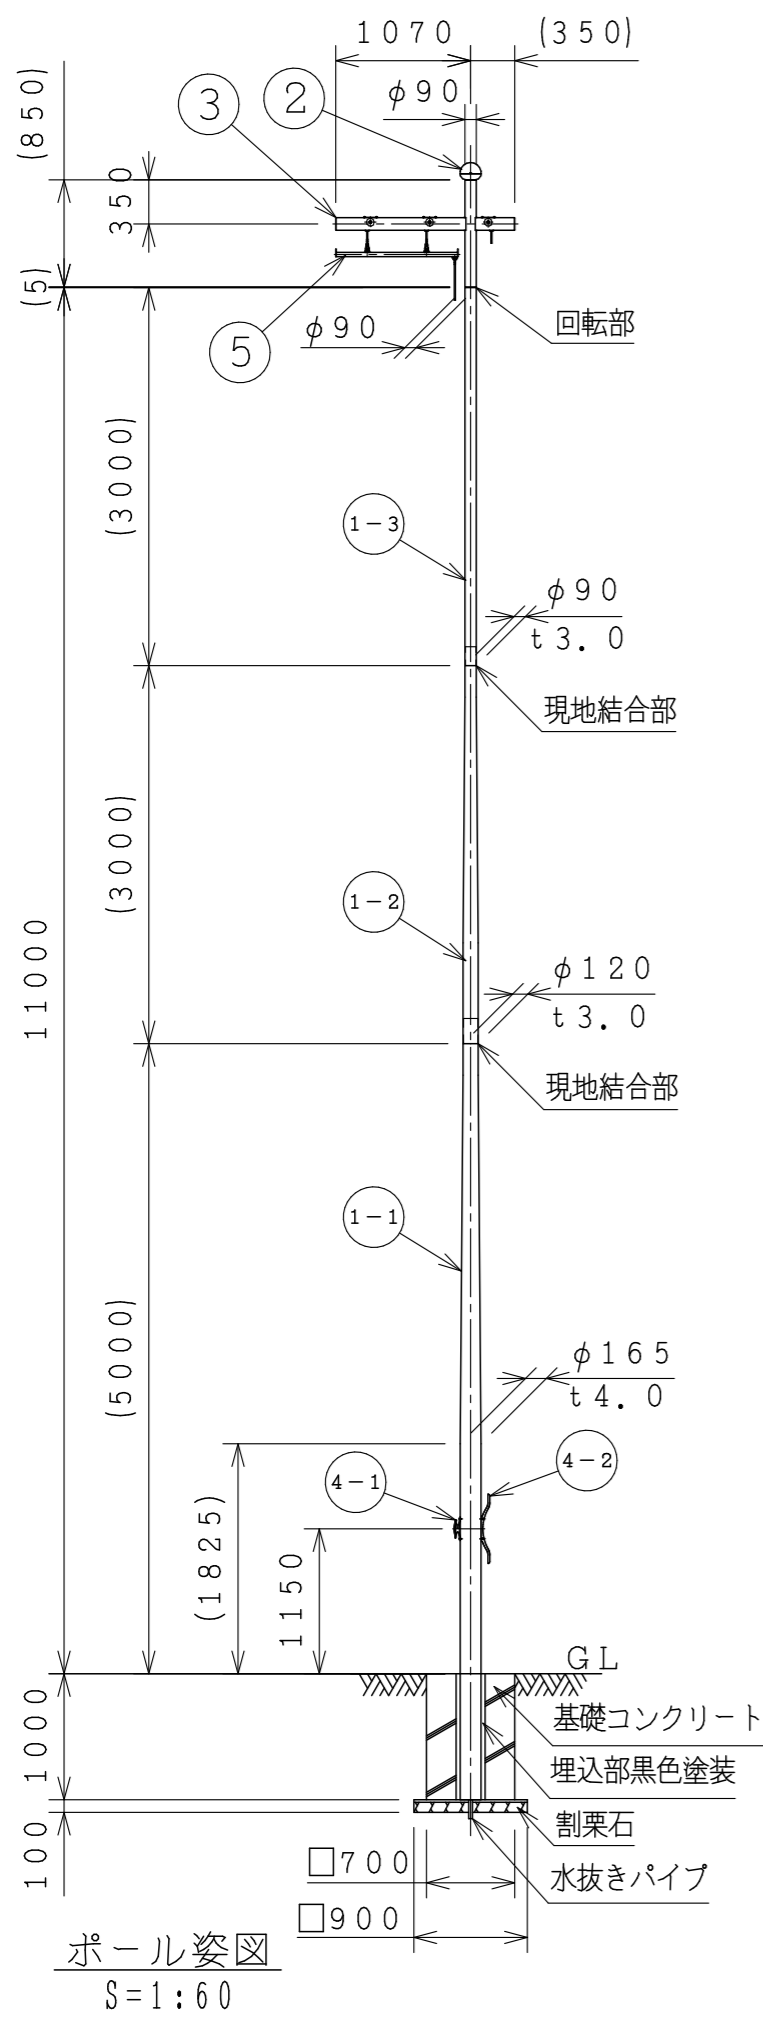 1070
(350)
φ90
3
2
(850)
350
(5)
5
φ90
回転部
(3000)
1-3
φ90
t3.0
現地結合部
(3000)
1-2
11000
φ120
t3.0
現地結合部
1-1
(5000)
φ165
t4.0
4-1
4-2
(1825)
1150
GL
1000
基礎コンクリート
埋込部黒色塗装
100
割栗石
□700
水抜きパイプ
□900
ポール姿図
S=1:60